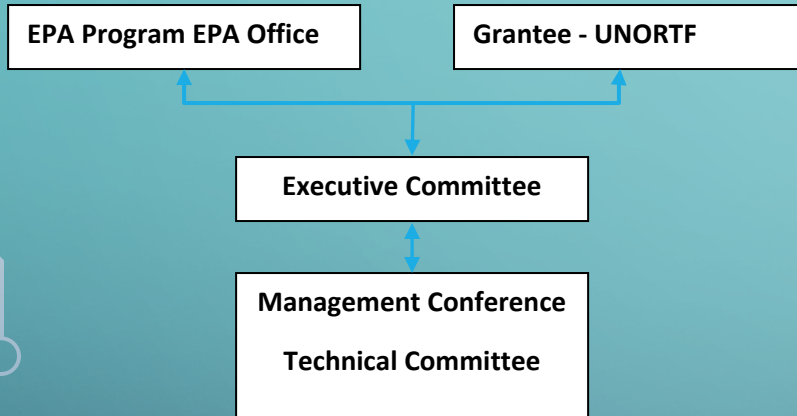 EPA Program EPA Office
Grantee - UNORTF
Executive Committee
Management Conference
Technical Committee